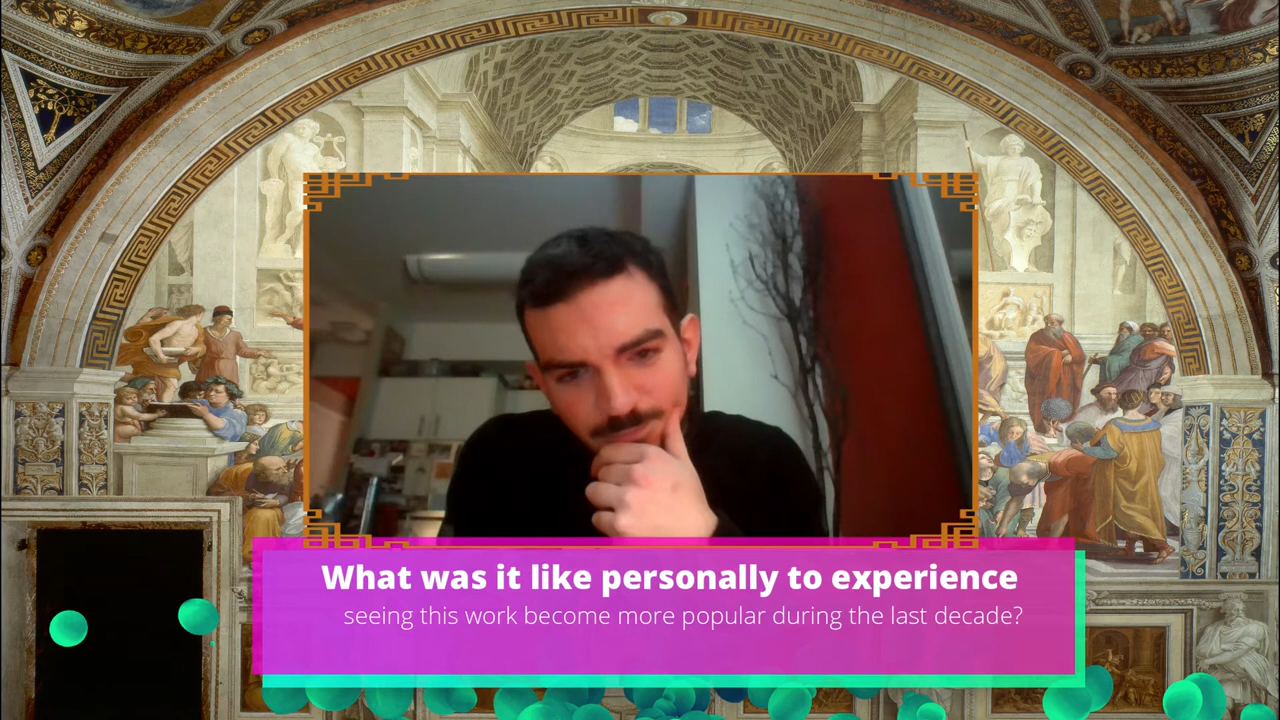 What was it like personally to experience
seeing this work become more popular during the last decade?